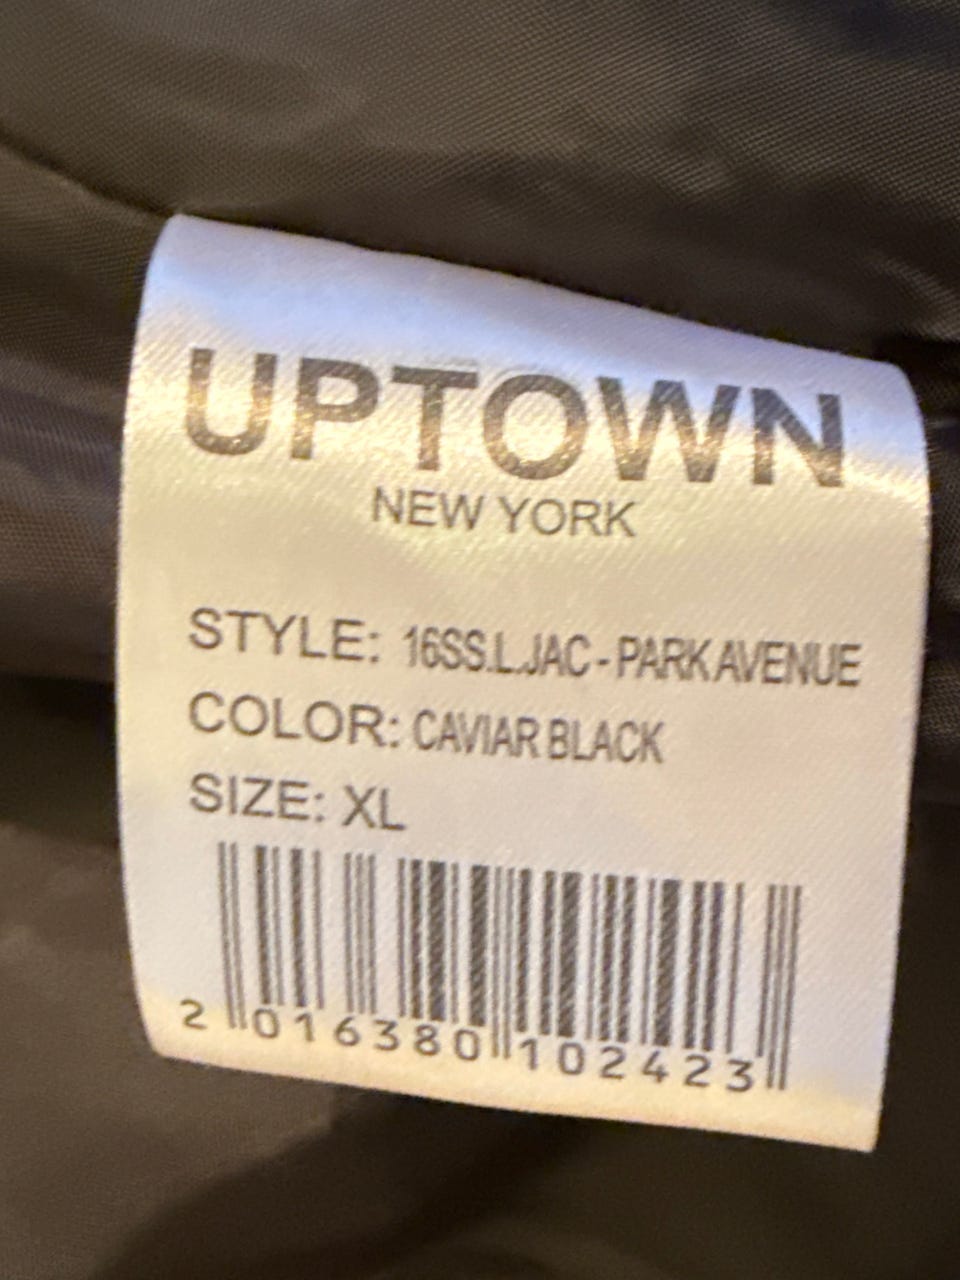 UPTOWN
NEW YORK
STYLE: 16SS.L.JAC - PARK AVENUE
COLOR: CAVIAR BLACK
SIZE: XL
2 016380 102423